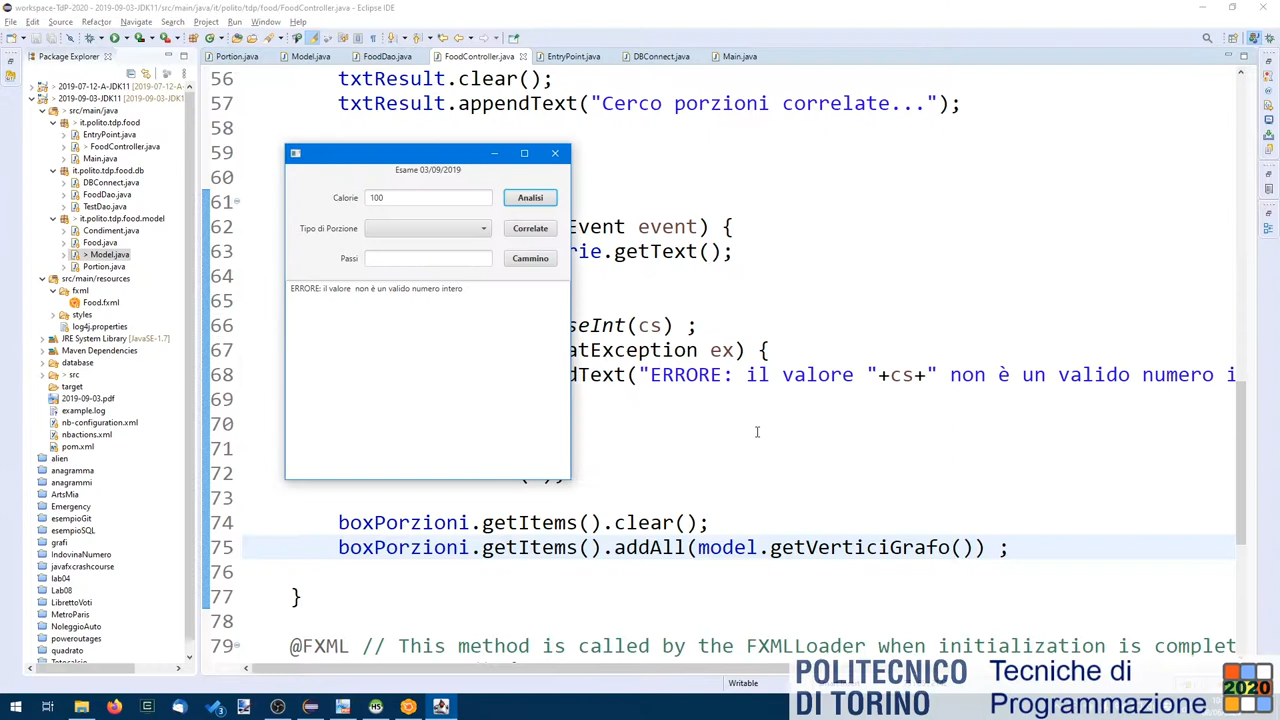 workspace-TdP-2020 - 2019-09-03-JDK11/src/main/java/it/polito/tdp/food/FoodController.java - Eclipse IDE
File Edit Source Refactor Navigate Search Project Run Window Help
Package Explorer
Portion.java
Model.java
FoodDao.java
FoodController.java
EntryPoint.java
DBConnect.java
Main.java
2019-07-12-A-JDK11 [2019-07-12-A-
2019-09-03-JDK11 [2019-09-03-JDK11
src/main/java
it.polito.tdp.food
EntryPoint.java
> FoodController.java
Main.java
it.polito.tdp.food.db
DBConnect.java
FoodDao.java
TestDao.java
it.polito.tdp.food.model
Condiment.java
Food.java
> Model.java
Portion.java
src/main/resources
fxml
Food.fxml
styles
log4j.properties
JRE System Library [JavaSE-1.7]
Maven Dependencies
database
src
target
2019-09-03.pdf
example.log
nb-configuration.xml
nbactions.xml
pom.xml
alien
anagramma
anagrammi
ArtsMia
Emergency
esempioGit
esempioSQL
grafi
IndovinaNumero
javafxcrashcourse
lab04
Lab08
LibrettoVoti
MetroParis
NoleggioAuto
poweroutages
quadrato
56 txtResult.clear();
57 txtResult.appendText("Cerco porzioni correlate...");
58
59
60
61
62 Event event) {
63 rie.getText();
64
65
66 seInt(cs) ;
67 atException ex) {
68 dText("ERRORE: il valore "+cs+" non è un valido numero i
69
70
71
72
73
74 boxPorzioni.getItems().clear();
75 boxPorzioni.getItems().addAll(model.getVerticiGrafo()) ;
76
77 }
78
79 @FXML // This method is called by the FXMLLoader when initialization is complet
Esame 03/09/2019
Calorie 100 Analisi
Tipo di Porzione Correlate
Passi Cammino
ERRORE: il valore  non è un valido numero intero
Writable
POLITECNICO
DI TORINO
Tecniche di
Programmazione
2020